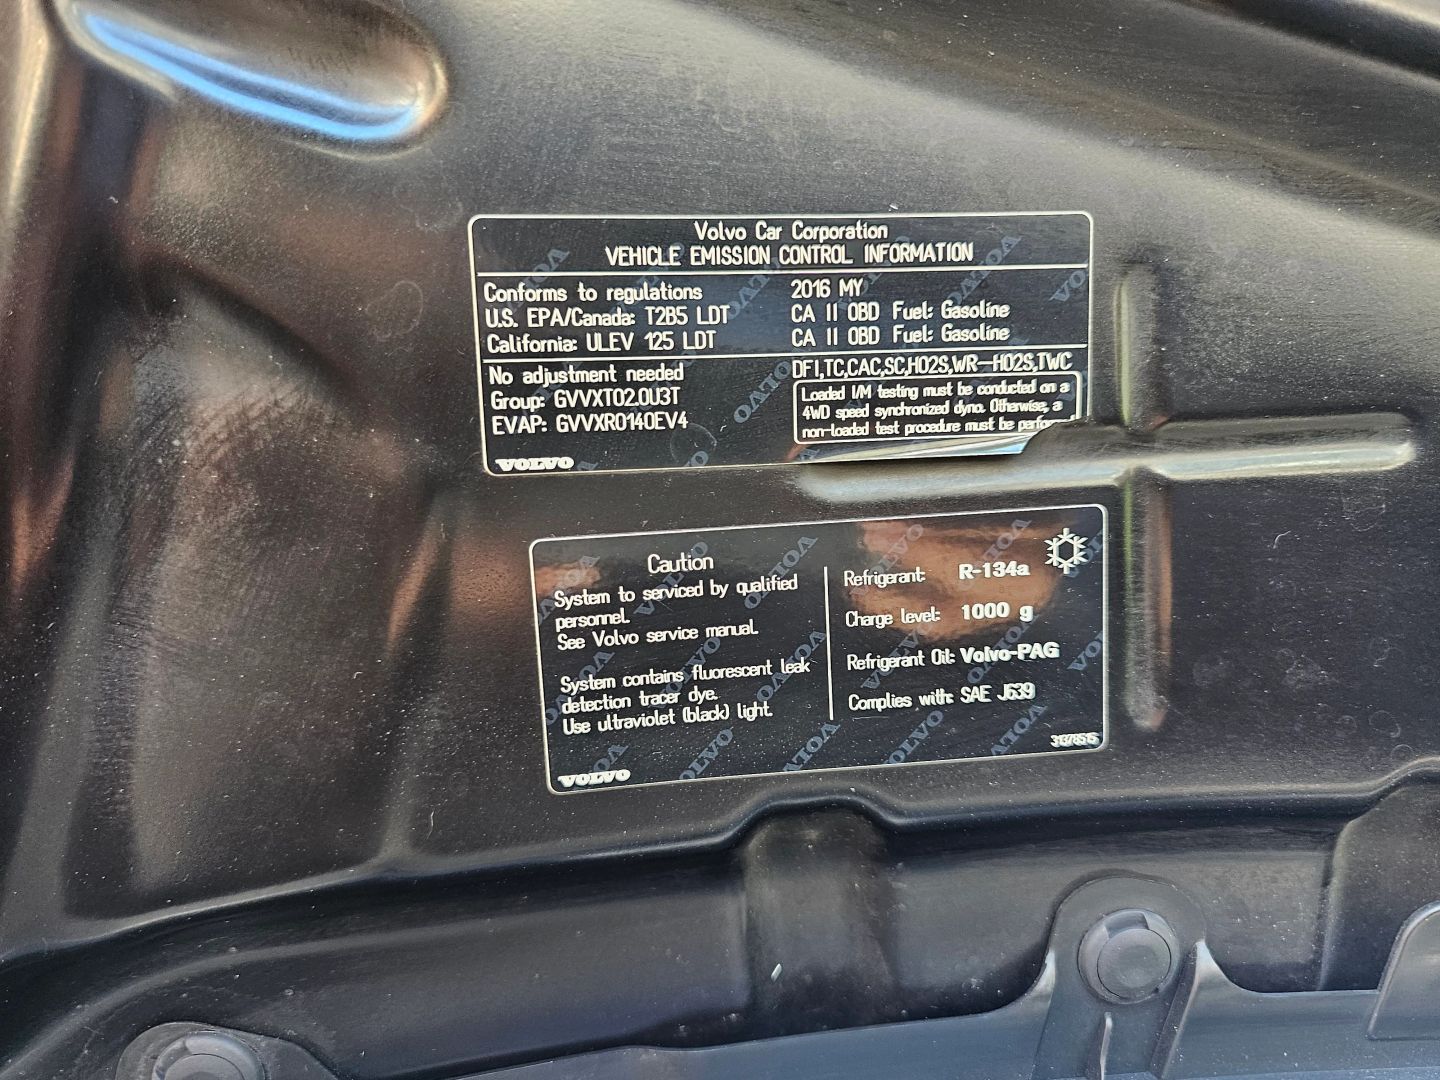 Volvo Car Corporation
VEHICLE EMISSION CONTROL INFORMATION
Conforms to regulations 2016 MY
U.S. EPA/Canada: T2B5 LDT CA II OBD Fuel: Gasoline
California: ULEV 125 LDT CA II OBD Fuel: Gasoline
No adjustment needed DFI,TC,CAC,SC,HO2S,WR-HO2S,TWC
Group: GVVXT02.0U3T
EVAP: GVVXR0140EV4
Loaded I/M testing must be conducted on a
4WD speed synchronized dyno. Otherwise, a
non-loaded test procedure must be
VOLVO
Caution
System to serviced by qualified
personnel.
See Volvo service manual.
System contains fluorescent leak
detection tracer dye.
Use ultraviolet (black) light.
VOLVO
Refrigerant: R-134a
Charge level: 1000 g
Refrigerant Oil: Volvo-PAG
Complies with: SAE J639
31378515